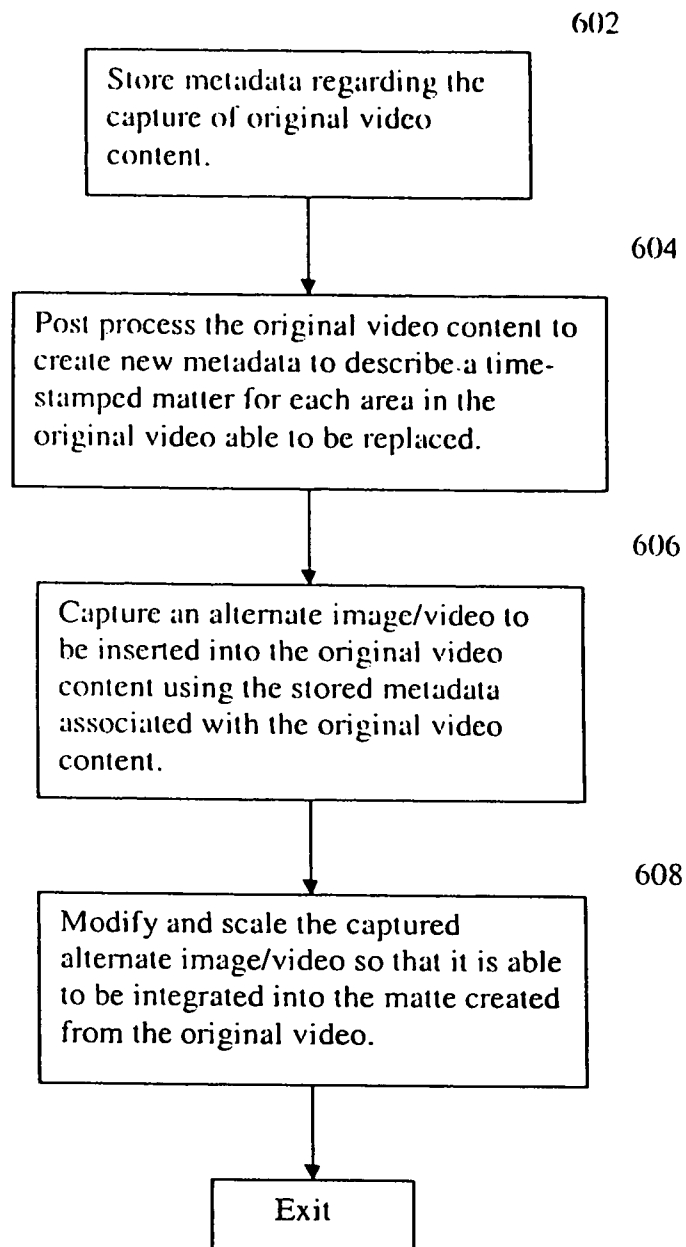 602
Store metadata regarding the
capture of original video
content.
604
Post process the original video content to
create new metadata to describe a time-
stamped matter for each area in the
original video able to be replaced.
606
Capture an alternate image/video to
be inserted into the original video
content using the stored metadata
associated with the original video
content.
608
Modify and scale the captured
alternate image/video so that it is able
to be integrated into the matte created
from the original video.
Exit